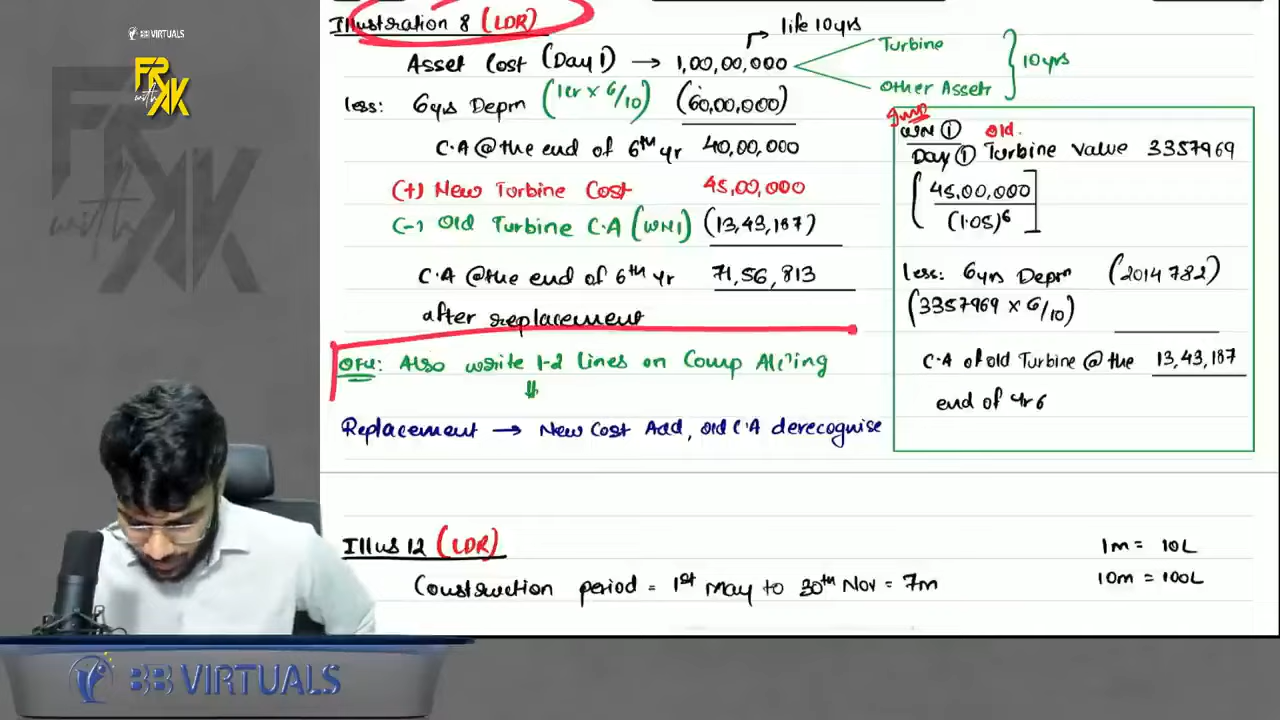 BB VIRTUALS
FR
with AK
Illustration 8 (LDR)
life 10yrs
Asset Cost (Day 1) → 1,00,00,000
Turbine
Other Assets
10yrs
less: 6yrs Deprn (1cr x 6/10) (60,00,000)
C.A @ the end of 6th yr 40,00,000
(+) New Turbine Cost 45,00,000
(-) Old Turbine C.A (WN1) (13,43,187)
C.A @ the end of 6th yr 71,56,813
after replacement
OFU: Also write 1-2 lines on Comp Al:ing
Replacement → New Cost Add, old C.A derecognise
WN ① Old.
Day ① Turbine Value 3357969
45,00,000
(1.05)6
less: 6yrs Deprn (2014782)
(3357969 x 6/10)
C.A of old Turbine @ the 13,43,187
end of Yr 6
Illus 12 (LDR)
1m = 10L
10m = 100L
Construction period = 1st May to 30th Nov = 7m
BB VIRTUALS